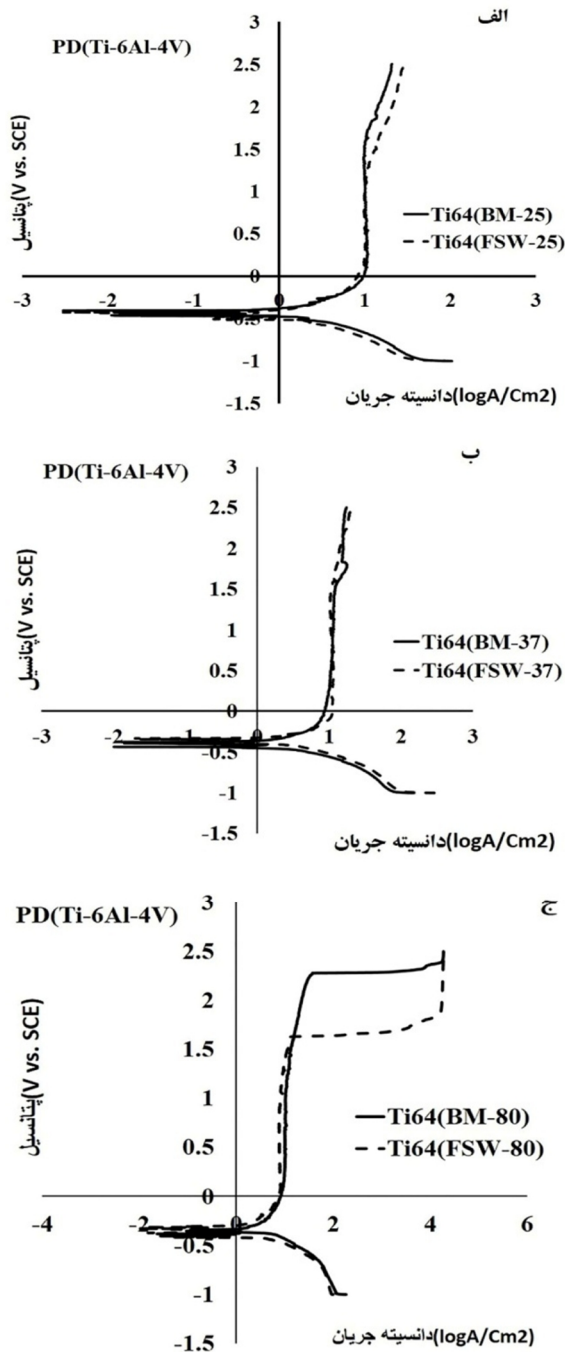 الف
PD(Ti-6Al-4V)
3
2.5
2
1.5
1
0.5
0
-0.5
-1
-1.5
-3
-2
-1
0
1
2
3
پتانسیل(V vs. SCE)
Ti64(BM-25)
Ti64(FSW-25)
دانسیته جریان(logA/Cm2)
ب
PD(Ti-6Al-4V)
3
2.5
2
1.5
1
0.5
0
-0.5
-1
-1.5
-3
-2
-1
0
1
2
3
پتانسیل(V vs. SCE)
Ti64(BM-37)
Ti64(FSW-37)
دانسیته جریان(logA/Cm2)
ج
PD(Ti-6Al-4V)
3
2.5
2
1.5
1
0.5
0
-0.5
-1
-1.5
-4
-2
0
2
4
6
پتانسیل(V vs. SCE)
Ti64(BM-80)
Ti64(FSW-80)
دانسیته جریان(logA/Cm2)